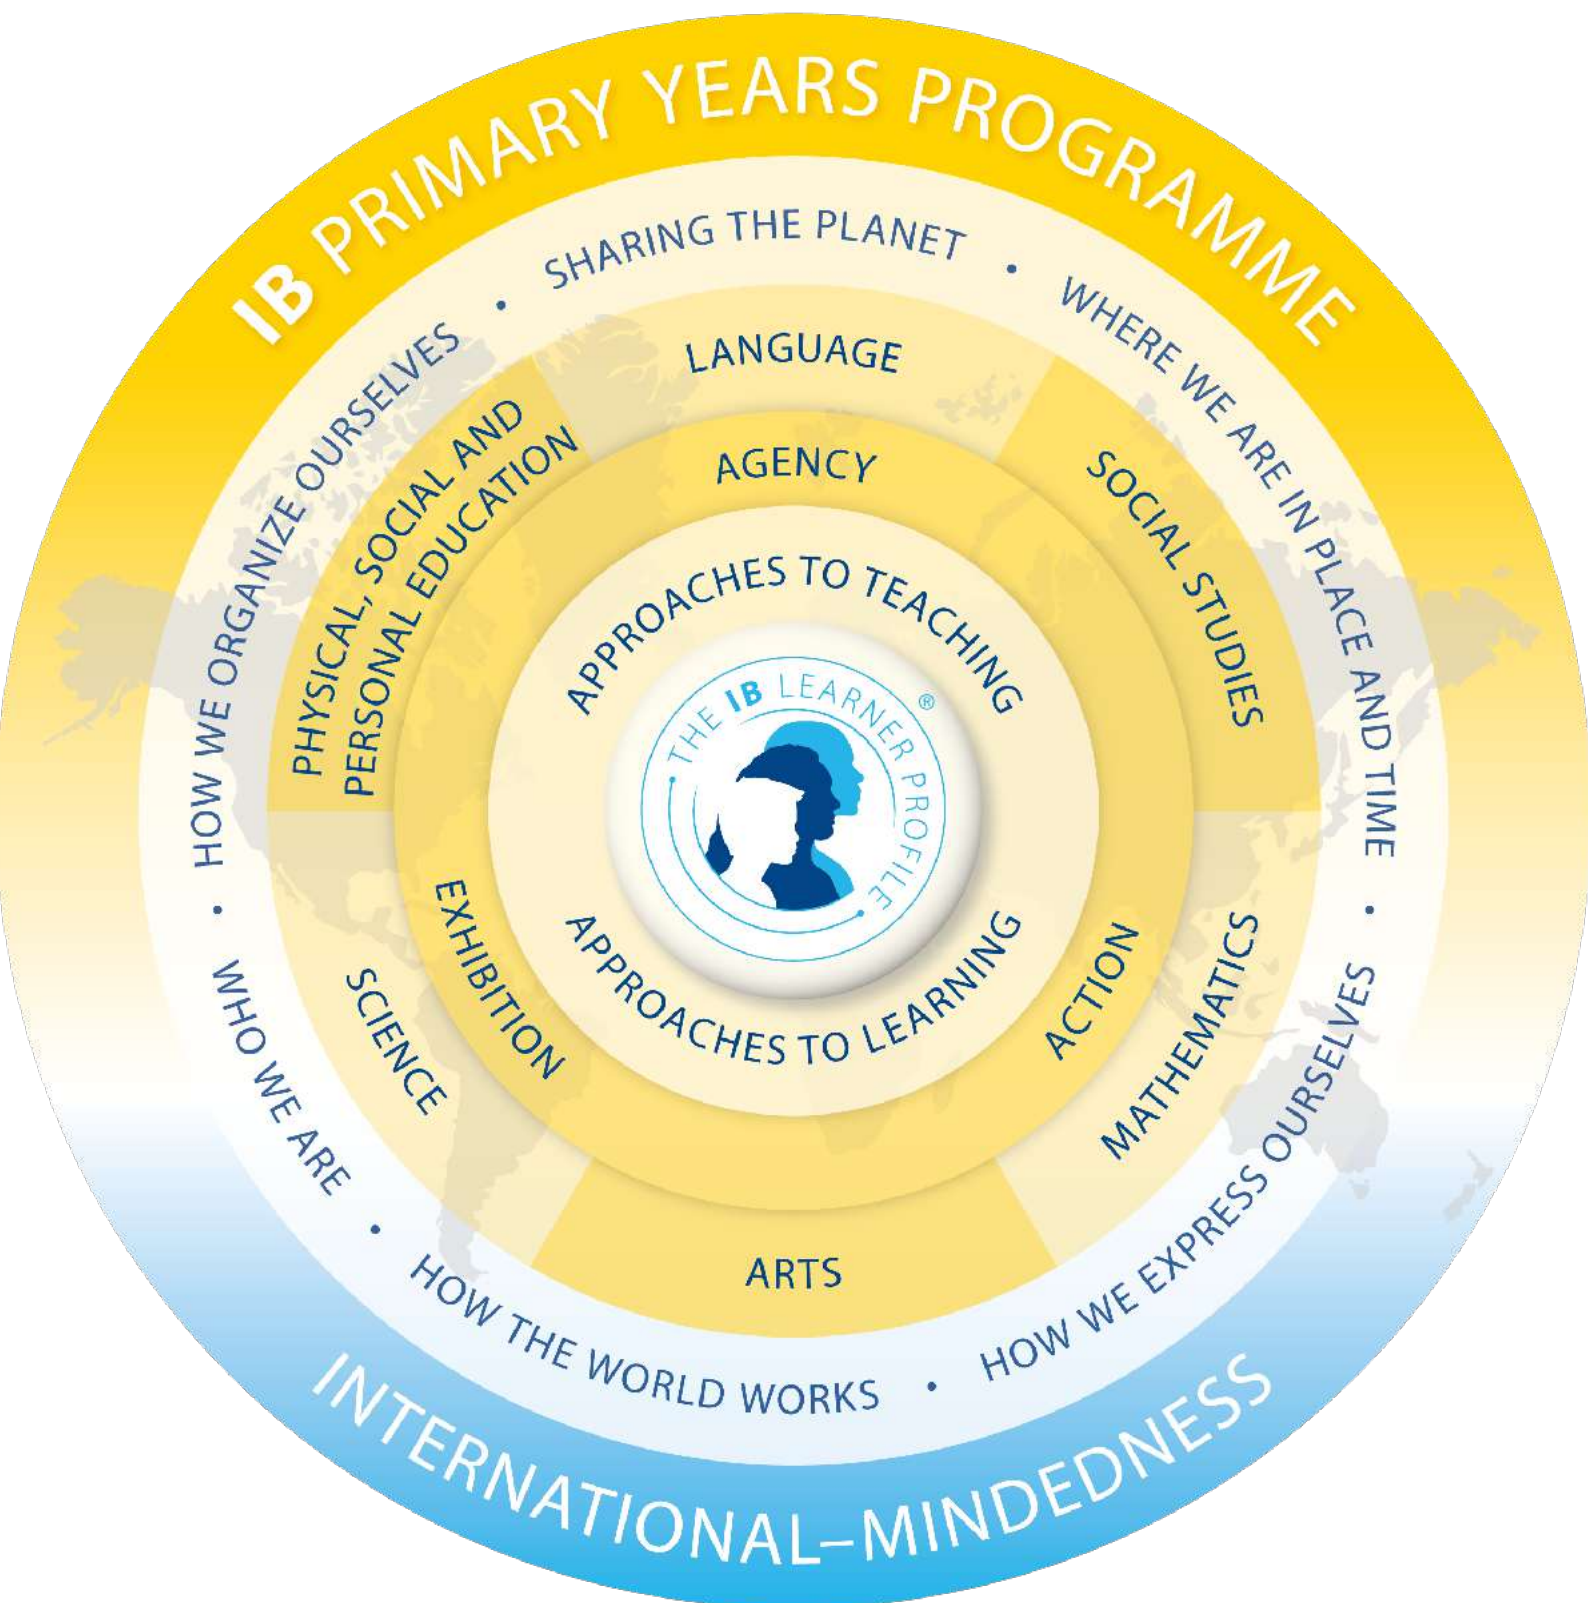 IB PRIMARY YEARS PROGRAMME
SHARING THE PLANET
•
WHERE WE ARE IN PLACE AND TIME
•
HOW WE EXPRESS OURSELVES
•
HOW THE WORLD WORKS
•
WHO WE ARE
•
HOW WE ORGANIZE OURSELVES
•
LANGUAGE
SOCIAL STUDIES
MATHEMATICS
ARTS
SCIENCE
PHYSICAL, SOCIAL AND
PERSONAL EDUCATION
AGENCY
ACTION
EXHIBITION
APPROACHES TO TEACHING
APPROACHES TO LEARNING
THE IB LEARNER PROFILE ®
INTERNATIONAL–MINDEDNESS